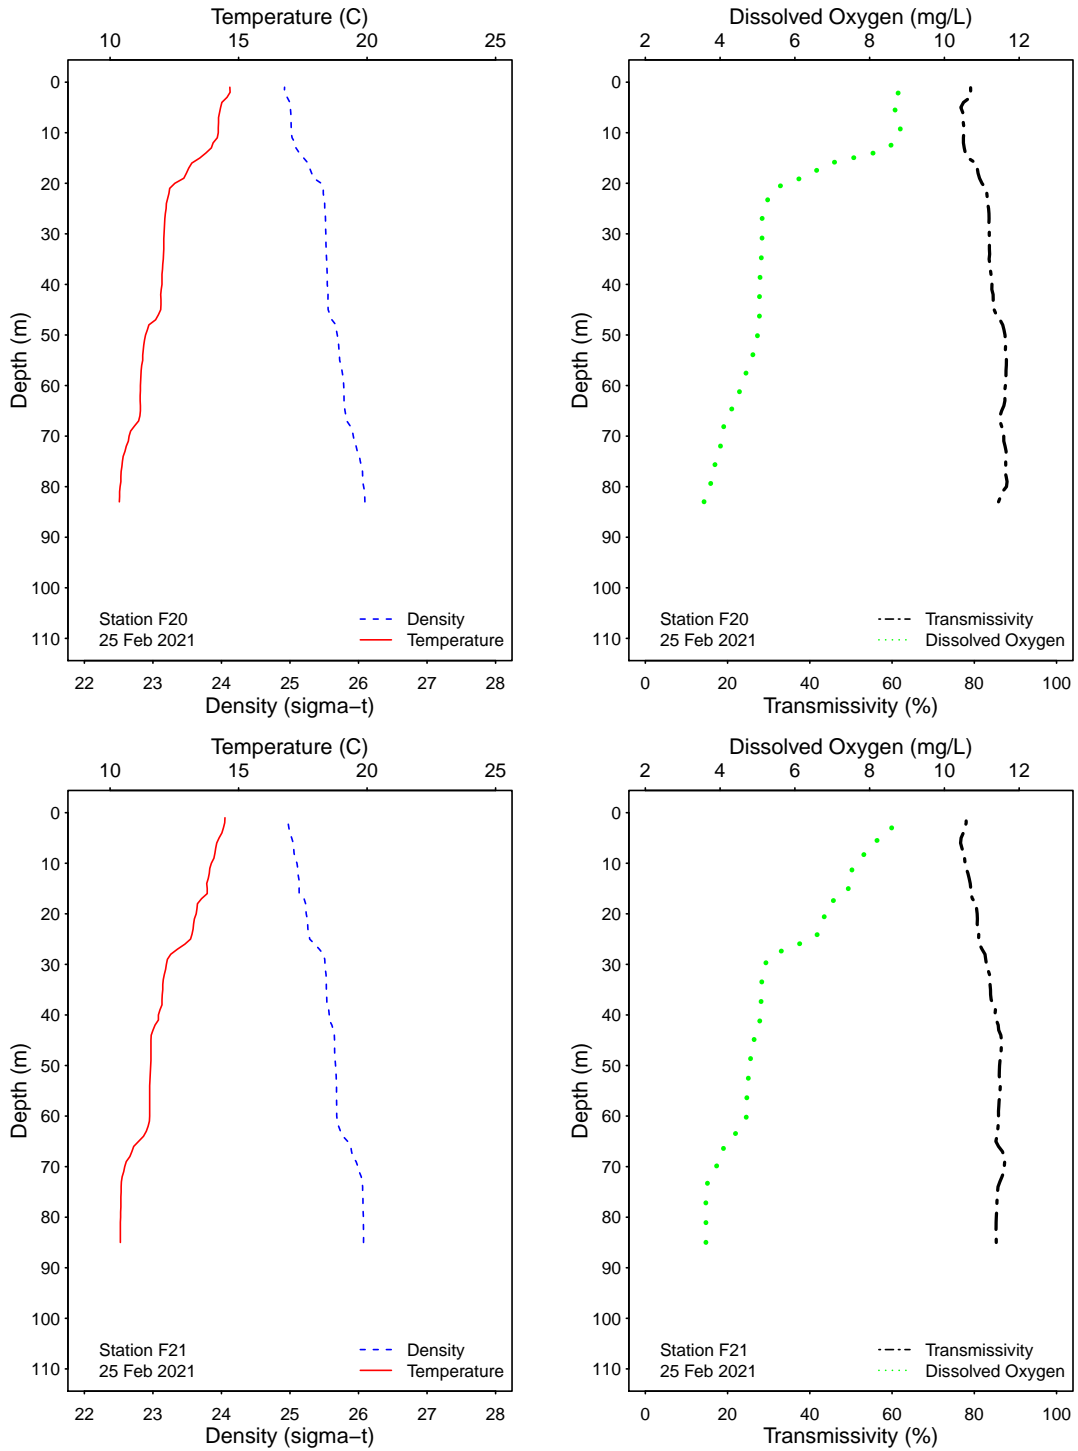 Temperature (C)
10 15 20 25
0
10
20
30
40
50
60
70
80
90
100
110
Depth (m)
Station F20
25 Feb 2021
Density
Temperature
22 23 24 25 26 27 28
Density (sigma−t)
Dissolved Oxygen (mg/L)
2 4 6 8 10 12
0
10
20
30
40
50
60
70
80
90
100
110
Depth (m)
Station F20
25 Feb 2021
Transmissivity
Dissolved Oxygen
0 20 40 60 80 100
Transmissivity (%)
Temperature (C)
10 15 20 25
0
10
20
30
40
50
60
70
80
90
100
110
Depth (m)
Station F21
25 Feb 2021
Density
Temperature
22 23 24 25 26 27 28
Density (sigma−t)
Dissolved Oxygen (mg/L)
2 4 6 8 10 12
0
10
20
30
40
50
60
70
80
90
100
110
Depth (m)
Station F21
25 Feb 2021
Transmissivity
Dissolved Oxygen
0 20 40 60 80 100
Transmissivity (%)